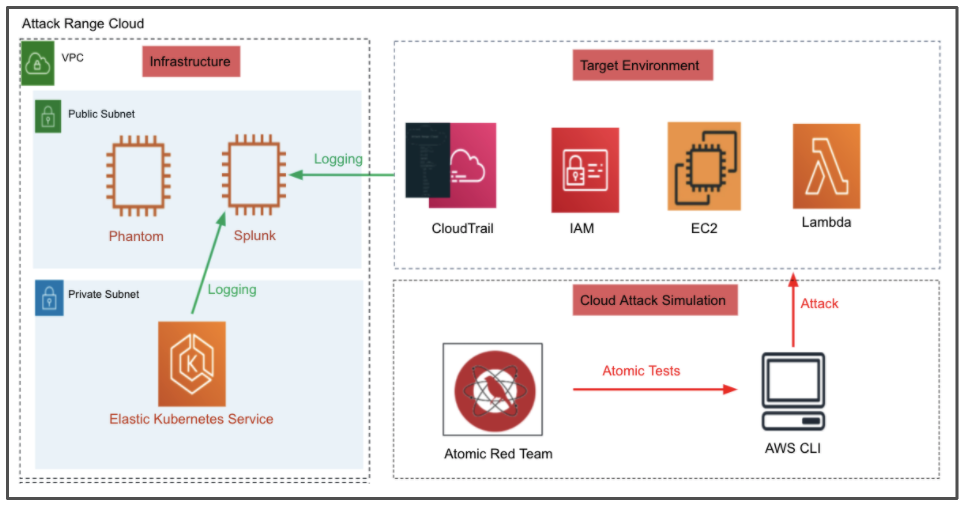 Attack Range Cloud
VPC
Infrastructure
Public Subnet
Phantom
Splunk
Logging
Private Subnet
Logging
K
Elastic Kubernetes Service
Target Environment
CloudTrail
IAM
EC2
Lambda
Cloud Attack Simulation
Attack
Atomic Tests
Atomic Red Team
AWS CLI